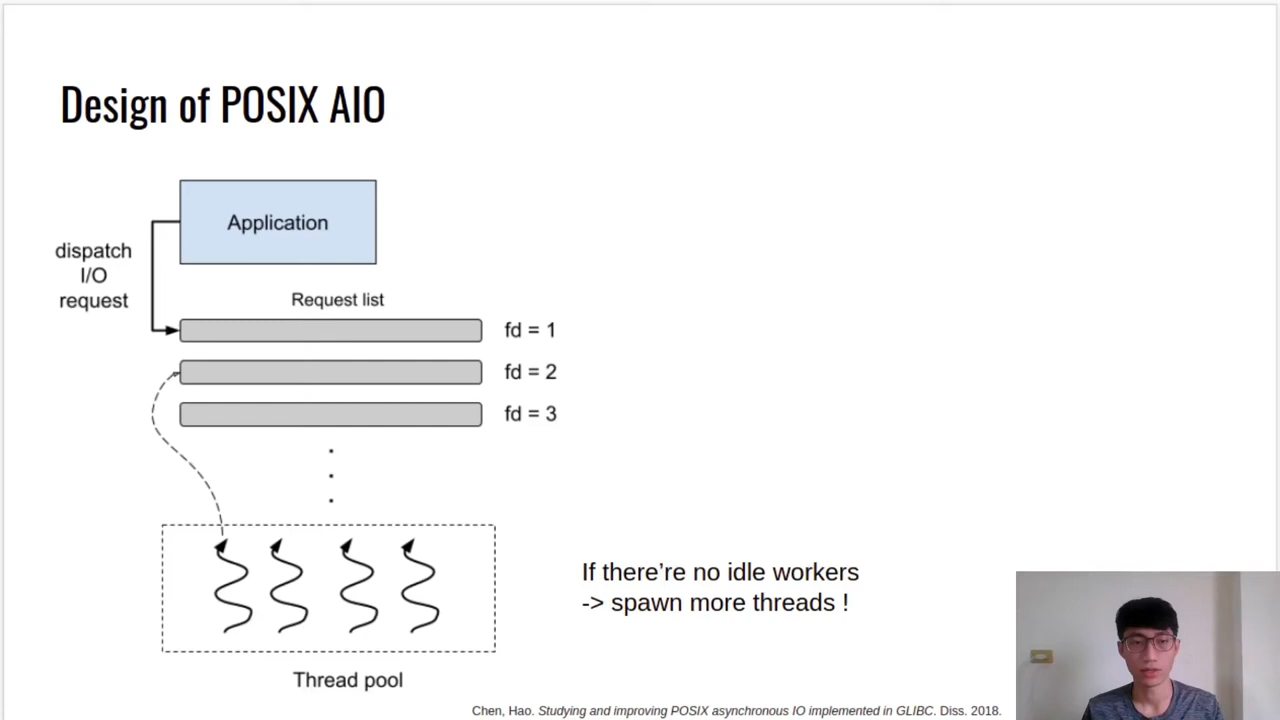 Design of POSIX AIO
Application
dispatch
I/O
request
Request list
fd = 1
fd = 2
fd = 3
If there’re no idle workers
-> spawn more threads !
Thread pool
Chen, Hao. Studying and improving POSIX asynchronous IO implemented in GLIBC. Diss. 2018.